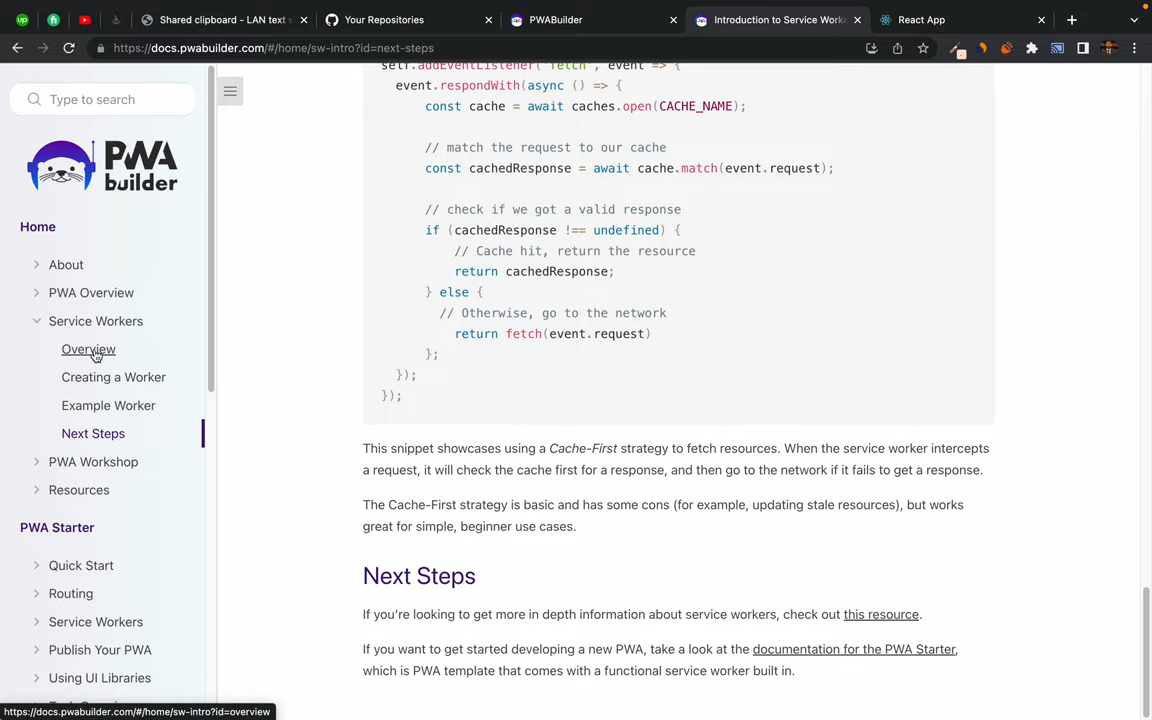 Shared clipboard - LAN text s
Your Repositories
PWABuilder
Introduction to Service Worke
React App
https://docs.pwabuilder.com/#/home/sw-intro?id=next-steps
Type to search
PWA
builder
Home
About
PWA Overview
Service Workers
Overview
Creating a Worker
Example Worker
Next Steps
PWA Workshop
Resources
PWA Starter
Quick Start
Routing
Service Workers
Publish Your PWA
Using UI Libraries
https://docs.pwabuilder.com/#/home/sw-intro?id=overview
self.addEventListener('fetch', event => {
event.respondWith(async () => {
const cache = await caches.open(CACHE_NAME);
// match the request to our cache
const cachedResponse = await cache.match(event.request);
// check if we got a valid response
if (cachedResponse !== undefined) {
// Cache hit, return the resource
return cachedResponse;
} else {
// Otherwise, go to the network
return fetch(event.request)
};
});
});
This snippet showcases using a Cache-First strategy to fetch resources. When the service worker intercepts
a request, it will check the cache first for a response, and then go to the network if it fails to get a response.
The Cache-First strategy is basic and has some cons (for example, updating stale resources), but works
great for simple, beginner use cases.
Next Steps
If you're looking to get more in depth information about service workers, check out this resource.
If you want to get started developing a new PWA, take a look at the documentation for the PWA Starter,
which is PWA template that comes with a functional service worker built in.